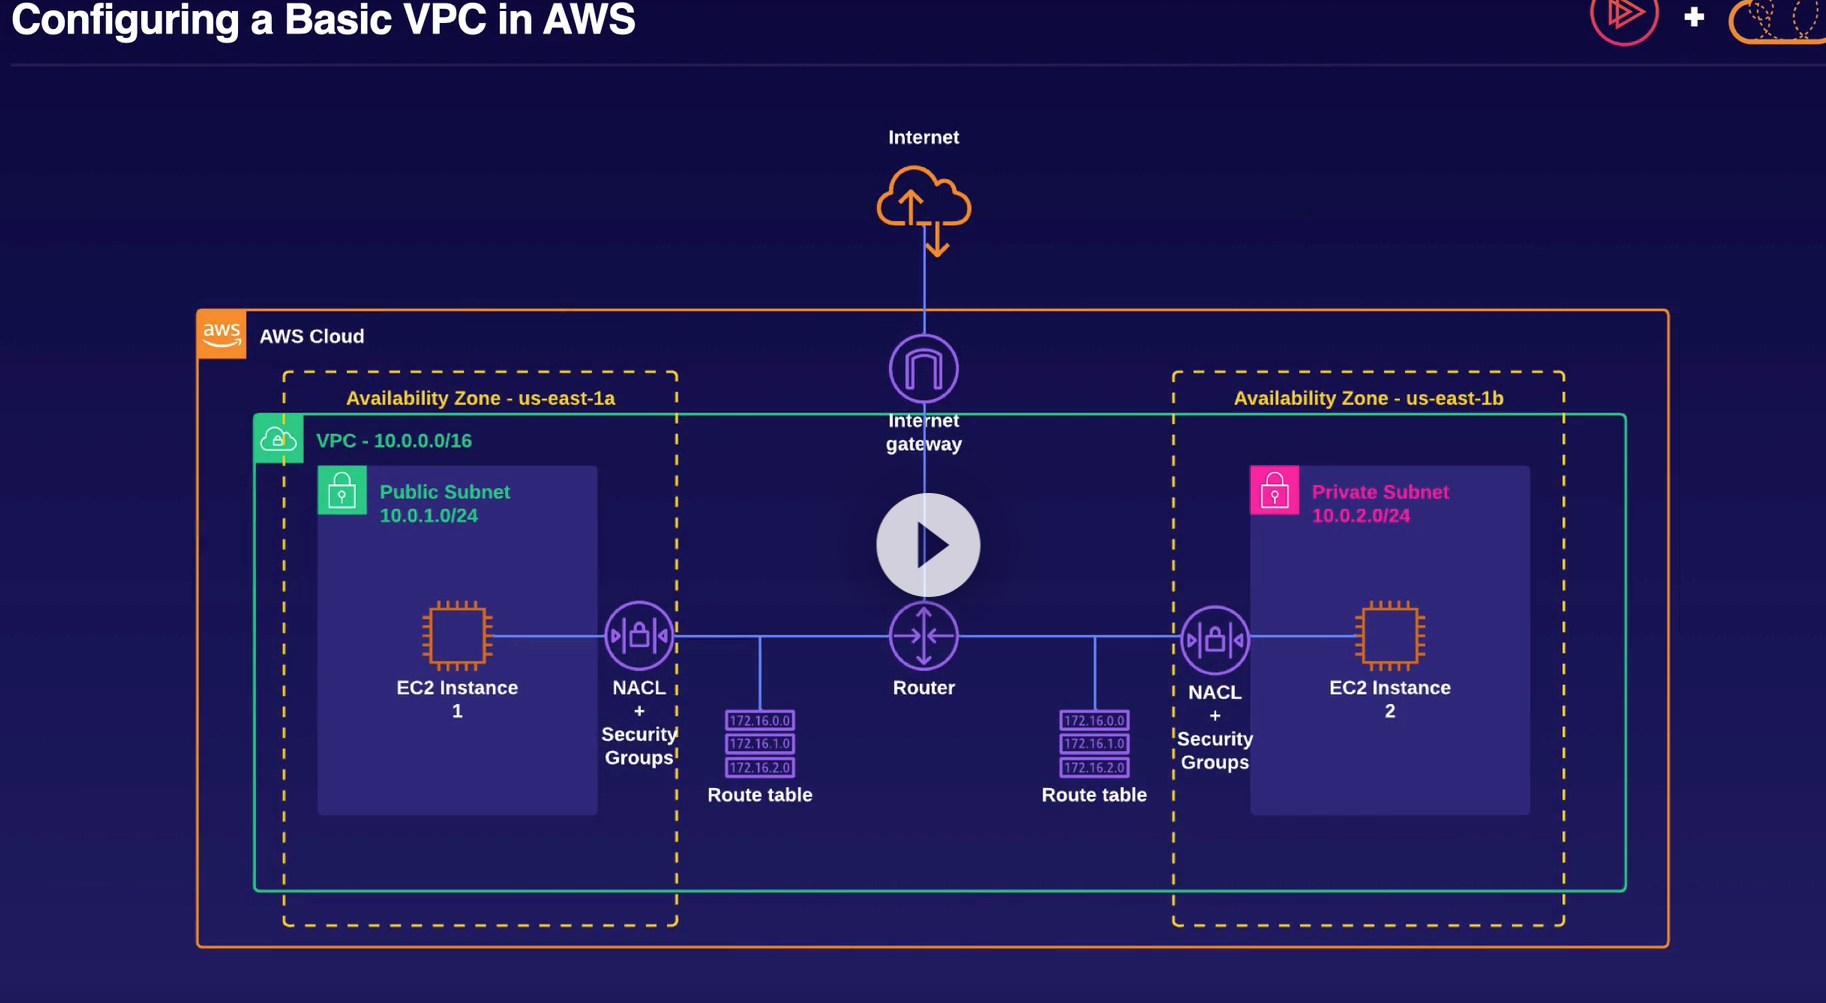 Configuring a Basic VPC in AWS
+
Internet
aws
AWS Cloud
Availability Zone - us-east-1a
Availability Zone - us-east-1b
Internet
gateway
VPC - 10.0.0.0/16
Public Subnet
10.0.1.0/24
Private Subnet
10.0.2.0/24
EC2 Instance
1
NACL
+
Security
Groups
172.16.0.0
172.16.1.0
172.16.2.0
Route table
Router
172.16.0.0
172.16.1.0
172.16.2.0
Route table
NACL
+
Security
Groups
EC2 Instance
2